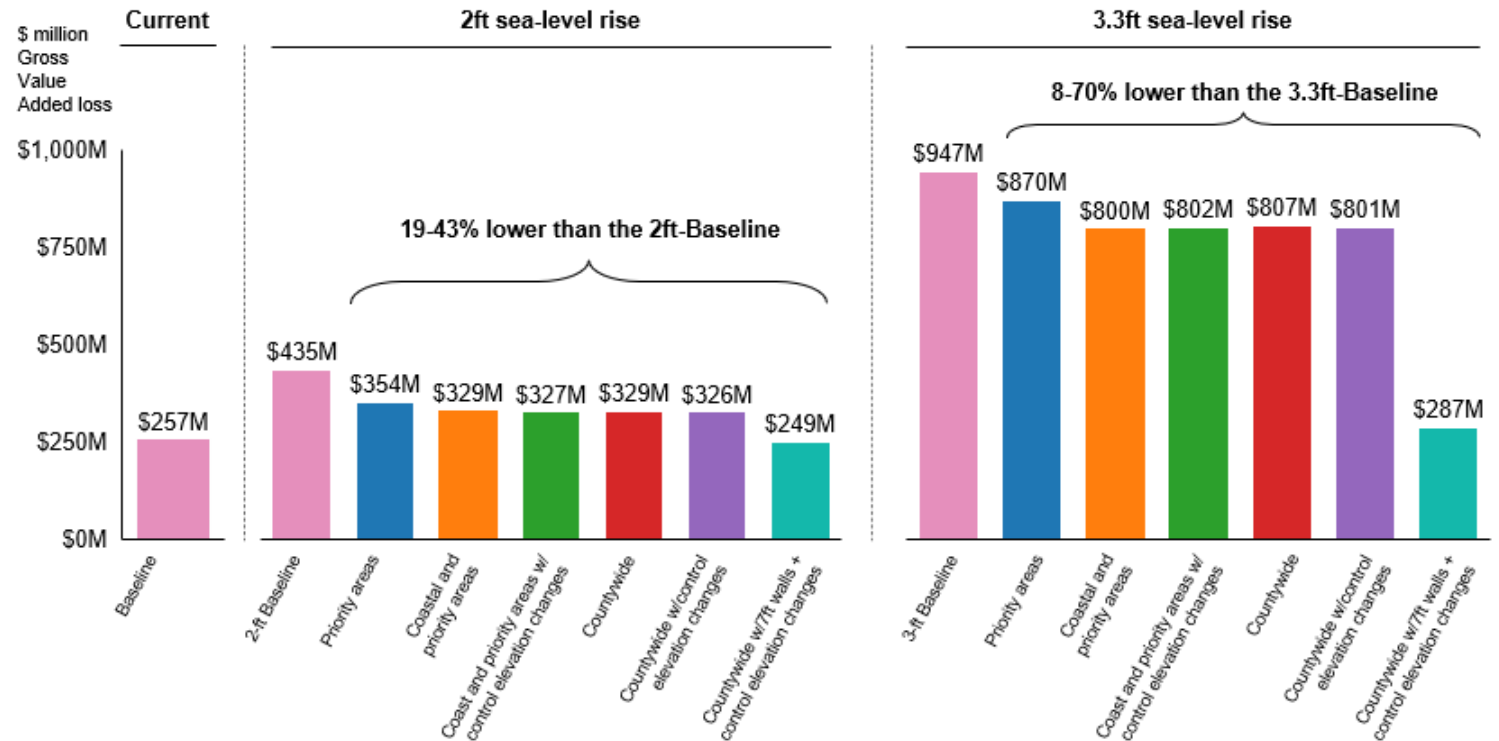 Current
2ft sea-level rise
3.3ft sea-level rise
$ million
Gross
Value
Added loss
8-70% lower than the 3.3ft-Baseline
19-43% lower than the 2ft-Baseline
$1,000M
$750M
$500M
$250M
$0M
$257M
$435M
$354M
$329M
$327M
$329M
$326M
$249M
$947M
$870M
$800M
$802M
$807M
$801M
$287M
Baseline
2-ft Baseline
Priority areas
Coastal and
priority areas
Coast and priority areas w/
control elevation changes
Countywide
Countywide w/control
elevation changes
Countywide w/7ft walls +
control elevation changes
3-ft Baseline
Priority areas
Coastal and
priority areas
Coast and priority areas w/
control elevation changes
Countywide
Countywide w/control
elevation changes
Countywide w/7ft walls +
control elevation changes